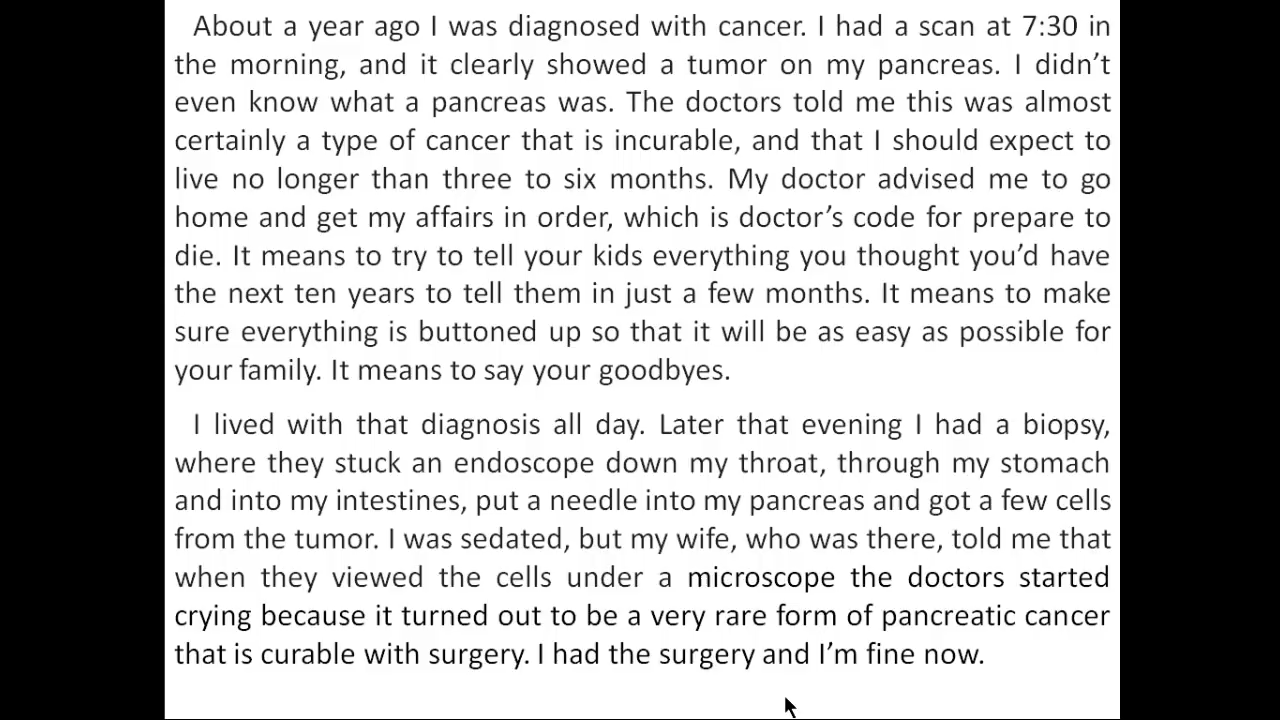 About a year ago I was diagnosed with cancer. I had a scan at 7:30 in
the morning, and it clearly showed a tumor on my pancreas. I didn’t
even know what a pancreas was. The doctors told me this was almost
certainly a type of cancer that is incurable, and that I should expect to
live no longer than three to six months. My doctor advised me to go
home and get my affairs in order, which is doctor’s code for prepare to
die. It means to try to tell your kids everything you thought you’d have
the next ten years to tell them in just a few months. It means to make
sure everything is buttoned up so that it will be as easy as possible for
your family. It means to say your goodbyes.
I lived with that diagnosis all day. Later that evening I had a biopsy,
where they stuck an endoscope down my throat, through my stomach
and into my intestines, put a needle into my pancreas and got a few cells
from the tumor. I was sedated, but my wife, who was there, told me that
when they viewed the cells under a microscope the doctors started
crying because it turned out to be a very rare form of pancreatic cancer
that is curable with surgery. I had the surgery and I’m fine now.